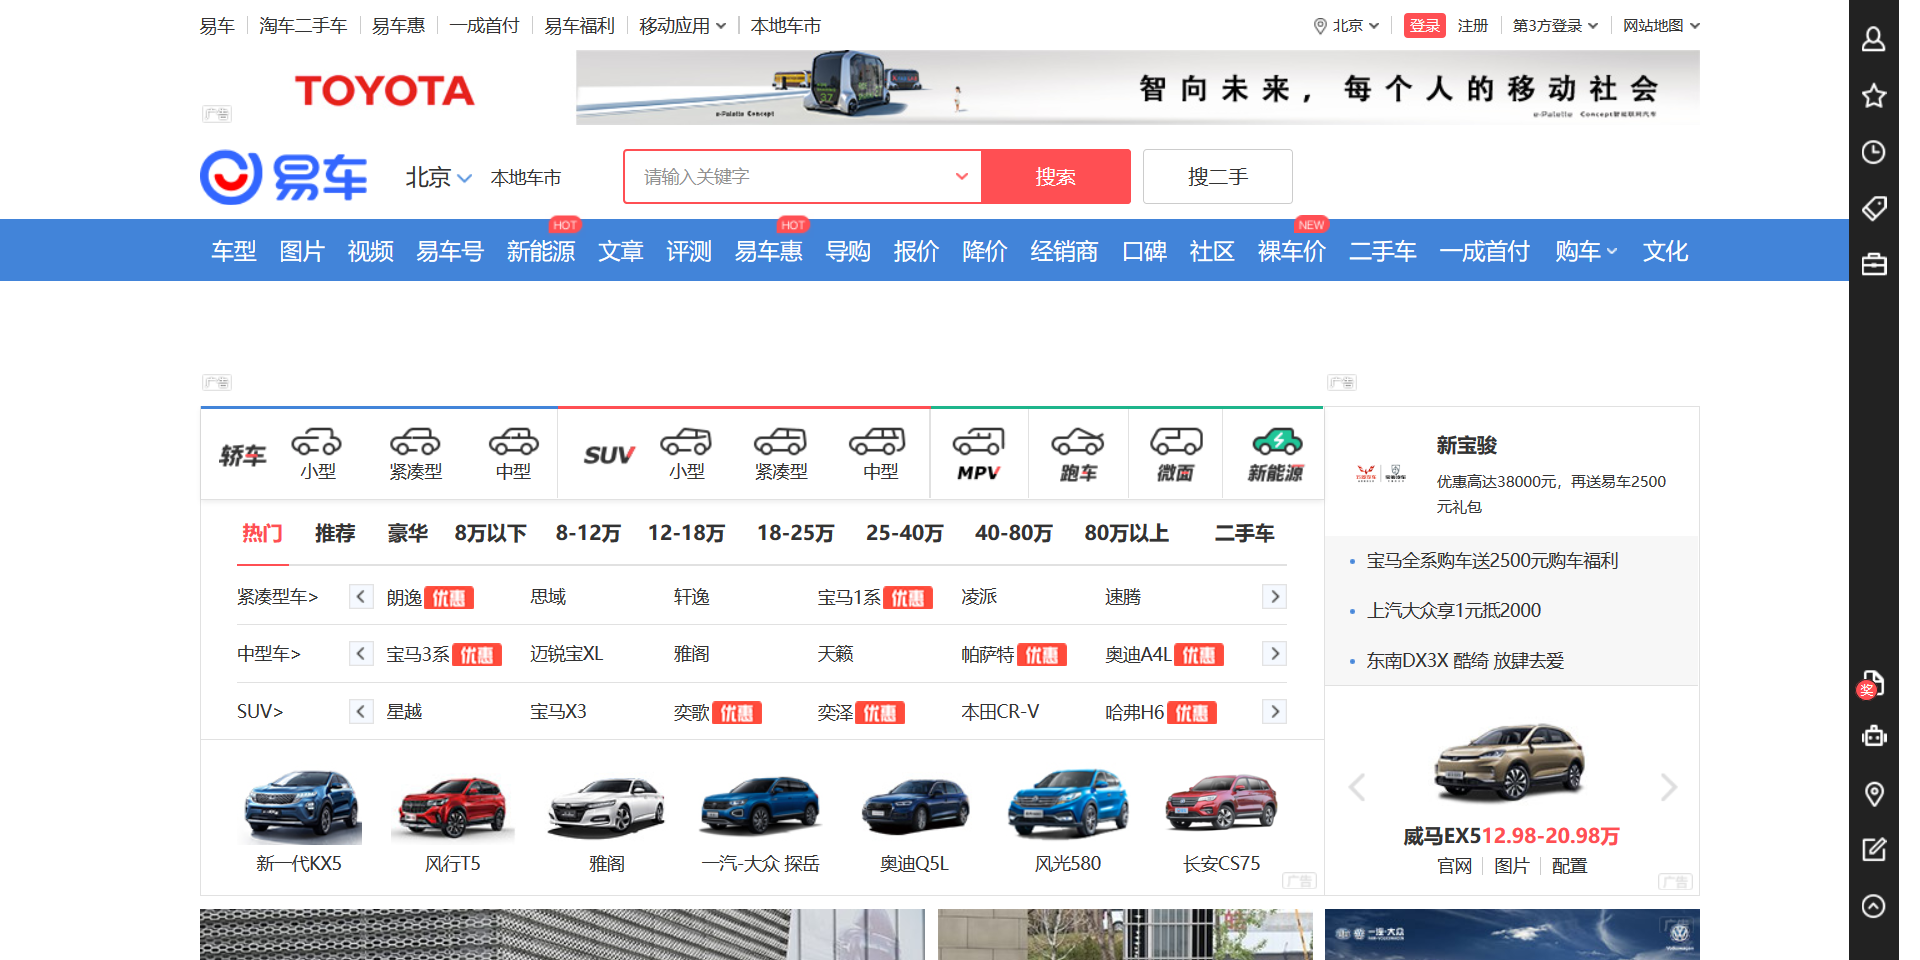 易车 淘车二手车 易车惠 一成首付 易车福利 移动应用 本地车市 北京 登录 注册 第3方登录 网站地图
广告
TOYOTA
智向未来，每个人的移动社会
e-Palette Concept
易车 北京 本地车市 请输入关键字 搜索 搜二手
HOT HOT NEW
车型 图片 视频 易车号 新能源 文章 评测 易车惠 导购 报价 降价 经销商 口碑 社区 裸车价 二手车 一成首付 购车 文化
广告 广告
轿车 小型 紧凑型 中型 SUV 小型 紧凑型 中型 MPV 跑车 微面 新能源
热门 推荐 豪华 8万以下 8-12万 12-18万 18-25万 25-40万 40-80万 80万以上 二手车
紧凑型车> 朗逸 优惠 思域 轩逸 宝马1系 优惠 凌派 速腾
中型车> 宝马3系 优惠 迈锐宝XL 雅阁 天籁 帕萨特 优惠 奥迪A4L 优惠
SUV> 星越 宝马X3 奕歌 优惠 奕泽 优惠 本田CR-V 哈弗H6 优惠
新一代KX5 风行T5 雅阁 一汽-大众 探岳 奥迪Q5L 风光580 长安CS75
广告
新宝骏
优惠高达38000元，再送易车2500
元礼包
宝马全系购车送2500元购车福利
上汽大众享1元抵2000
东南DX3X 酷绮 放肆去爱
威马EX512.98-20.98万
官网 图片 配置
广告
奖
一汽-大众
广告